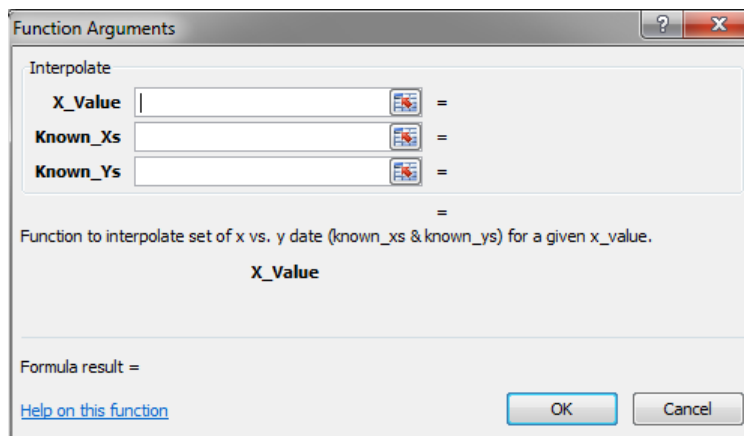 Function Arguments
? X
Interpolate
X_Value =
Known_Xs =
Known_Ys =
=
Function to interpolate set of x vs. y date (known_xs & known_ys) for a given x_value.
X_Value
Formula result =
Help on this function
OK Cancel